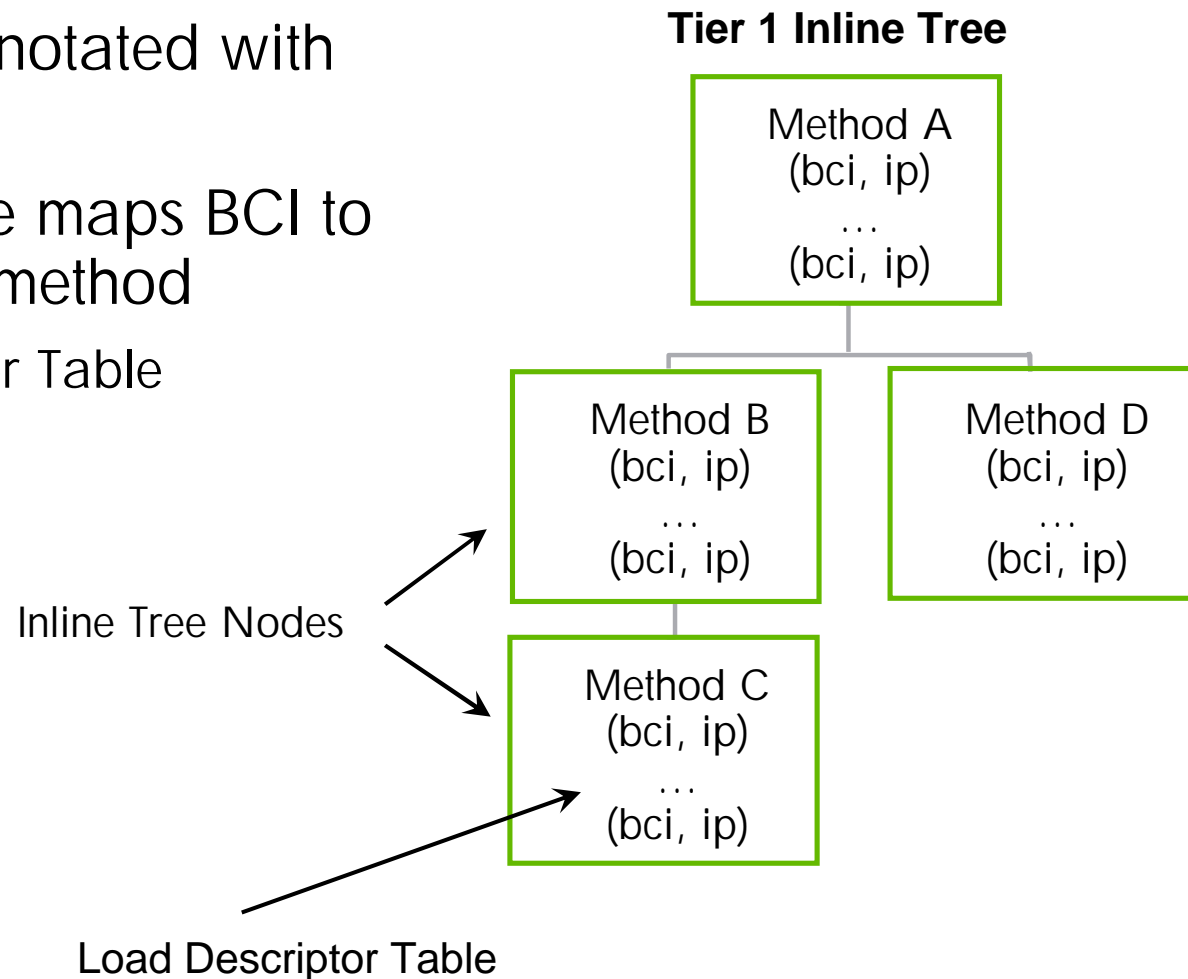 notated with
e maps BCI to
method
r Table
Tier 1 Inline Tree
Method A
(bci, ip)
...
(bci, ip)
Method B
(bci, ip)
...
(bci, ip)
Method D
(bci, ip)
...
(bci, ip)
Inline Tree Nodes
Method C
(bci, ip)
...
(bci, ip)
Load Descriptor Table